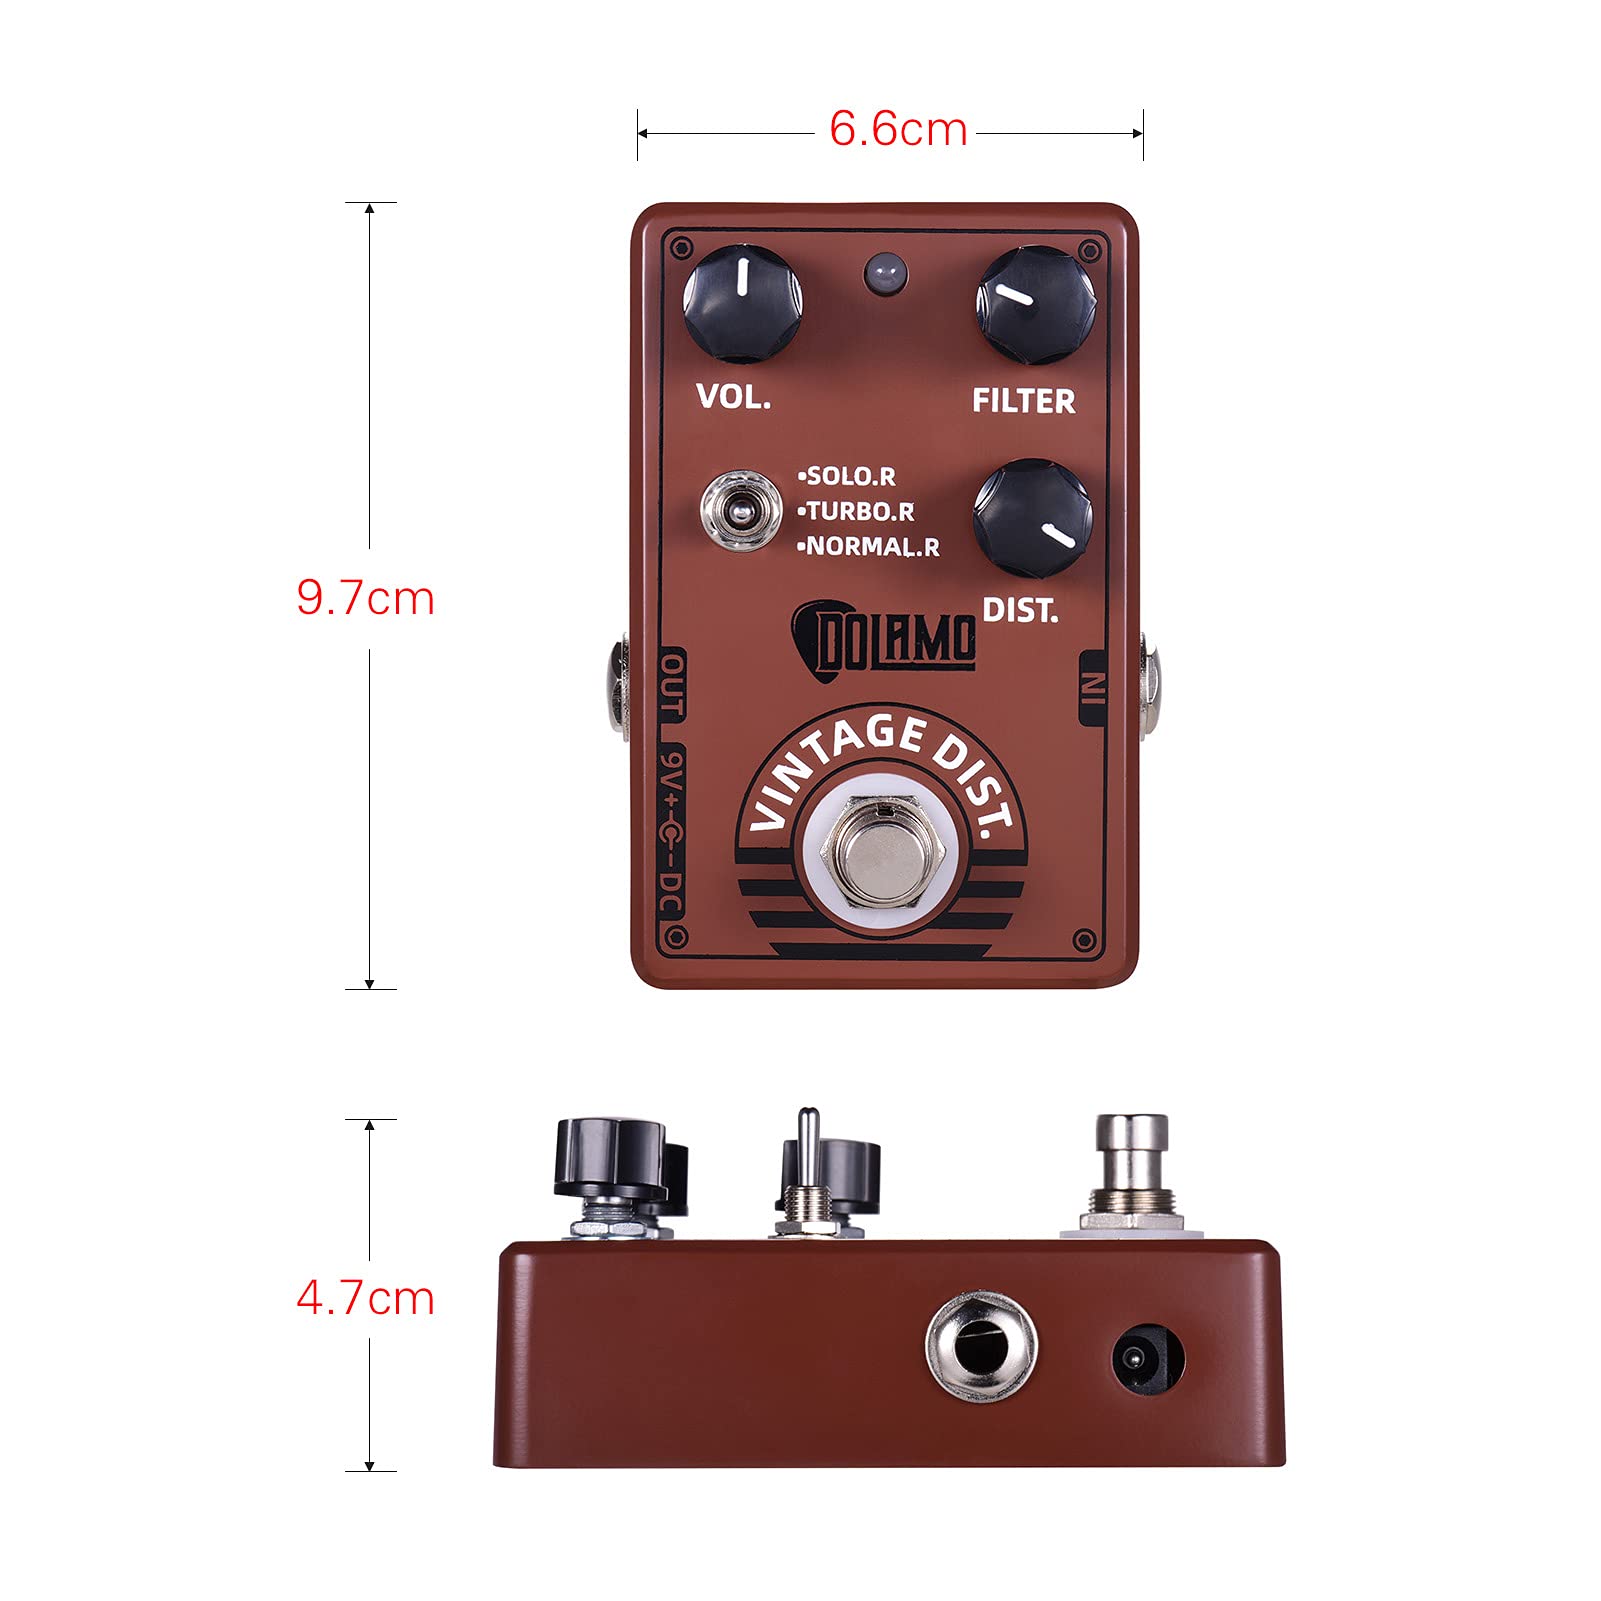 6.6cm
9.7cm
VOL.
FILTER
•SOLO.R
•TURBO.R
•NORMAL.R
DIST.
DOLAMO
OUT
IN
VINTAGE DIST.
9V+ - DC
4.7cm